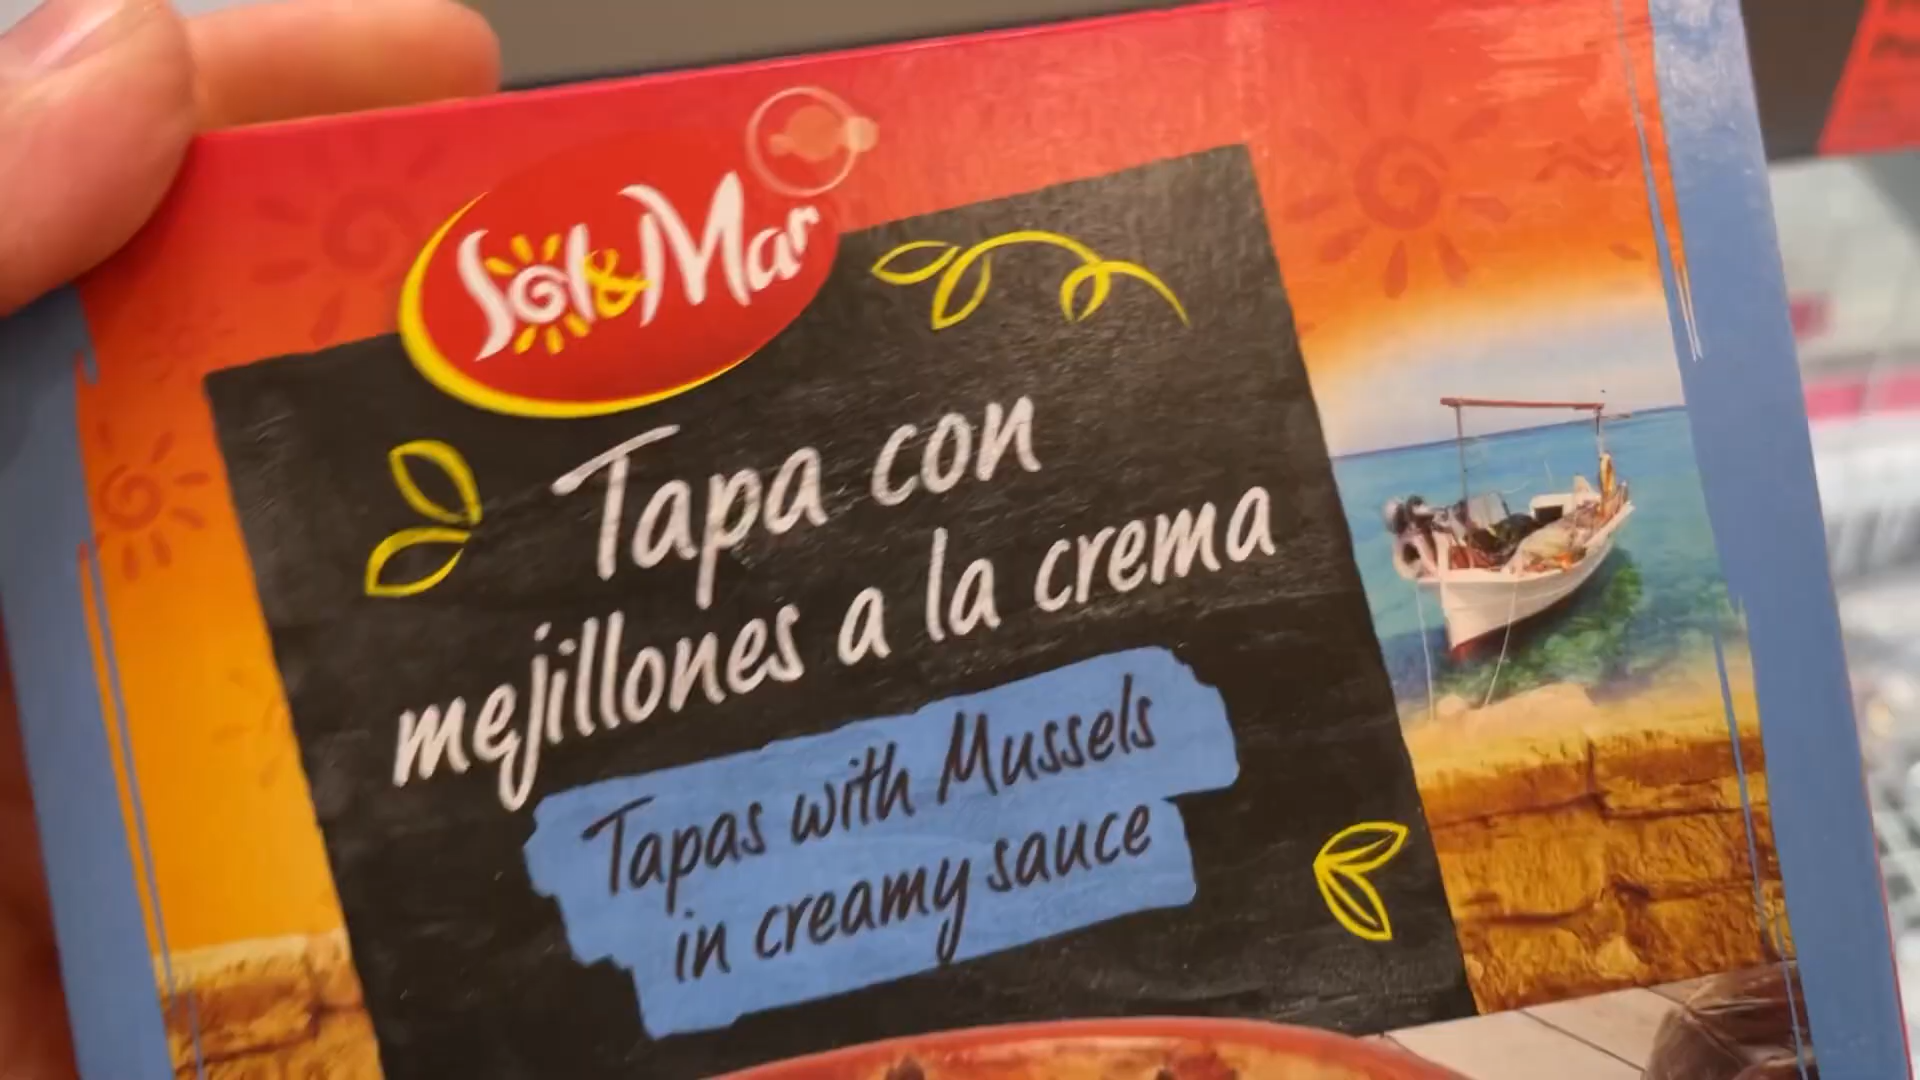 Sol&Mar
Tapa con
mejillones a la crema
Tapas with Mussels
in creamy sauce